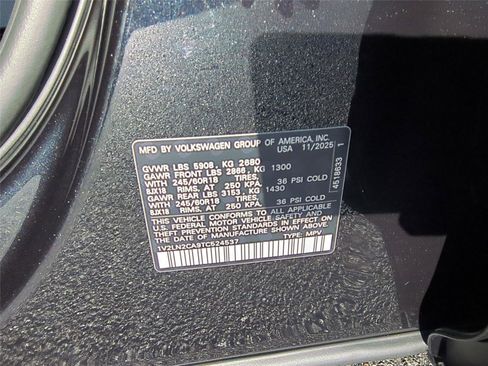 MFD. BY VOLKSWAGEN GROUP OF AMERICA, INC.
USA 11/2025
GVWR LBS 5908, KG 2680
GAWR FRONT LBS 2866, KG 1300
WITH 245/60R18 TIRES,
8JX18 RIMS, AT 250 KPA, 36 PSI COLD
GAWR REAR LBS 3153, KG 1430
WITH 245/60R18 TIRES,
8JX18 RIMS, AT 250 KPA, 36 PSI COLD
THIS VEHICLE CONFORMS TO ALL APPLICABLE
U.S. FEDERAL MOTOR VEHICLE SAFETY AND
THEFT PREVENTION STANDARDS IN EFFECT ON THE
DATE OF MANUFACTURE SHOWN ABOVE.
1V2LN2CA9TC524537 TYPE: MPV
4518633 1